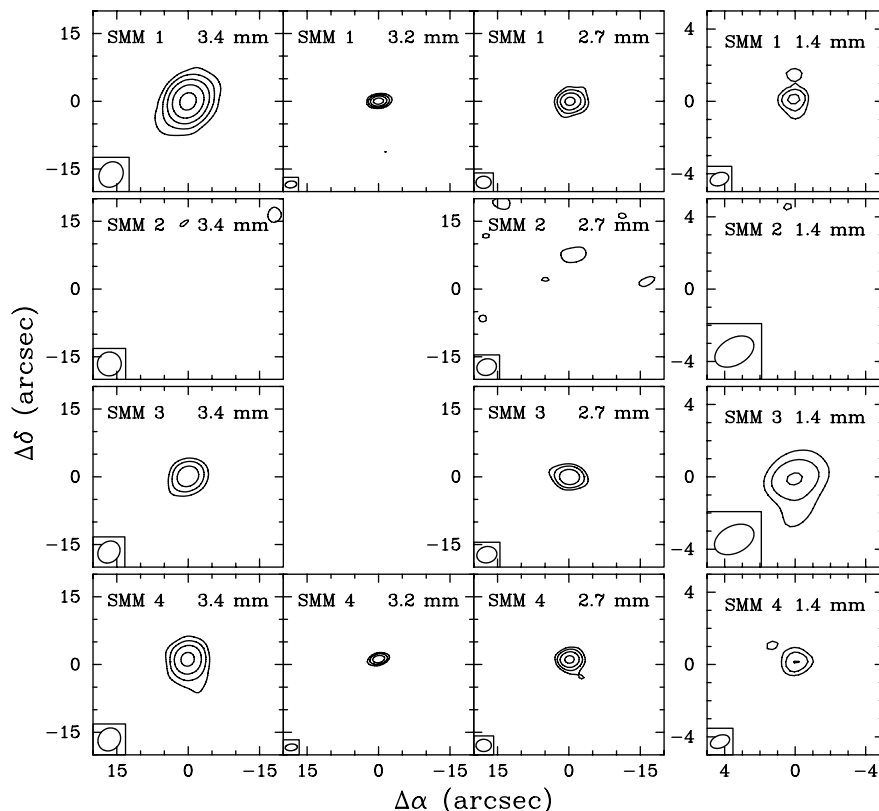 SMM 1 3.4 mm SMM 1 3.2 mm SMM 1 2.7 mm SMM 1 1.4 mm
15 4
0 0
−15 −4
SMM 2 3.4 mm SMM 2 2.7 mm SMM 2 1.4 mm
15 15 4
0 0 0
−15 −15 −4
SMM 3 3.4 mm SMM 3 2.7 mm SMM 3 1.4 mm
15 15 4
0 0 0
−15 −15 −4
SMM 4 3.4 mm SMM 4 3.2 mm SMM 4 2.7 mm SMM 4 1.4 mm
15 4
0 0
−15 −4
15 0 −15 15 0 −15 15 0 −15 4 0 −4
Δδ (arcsec)
Δα (arcsec)